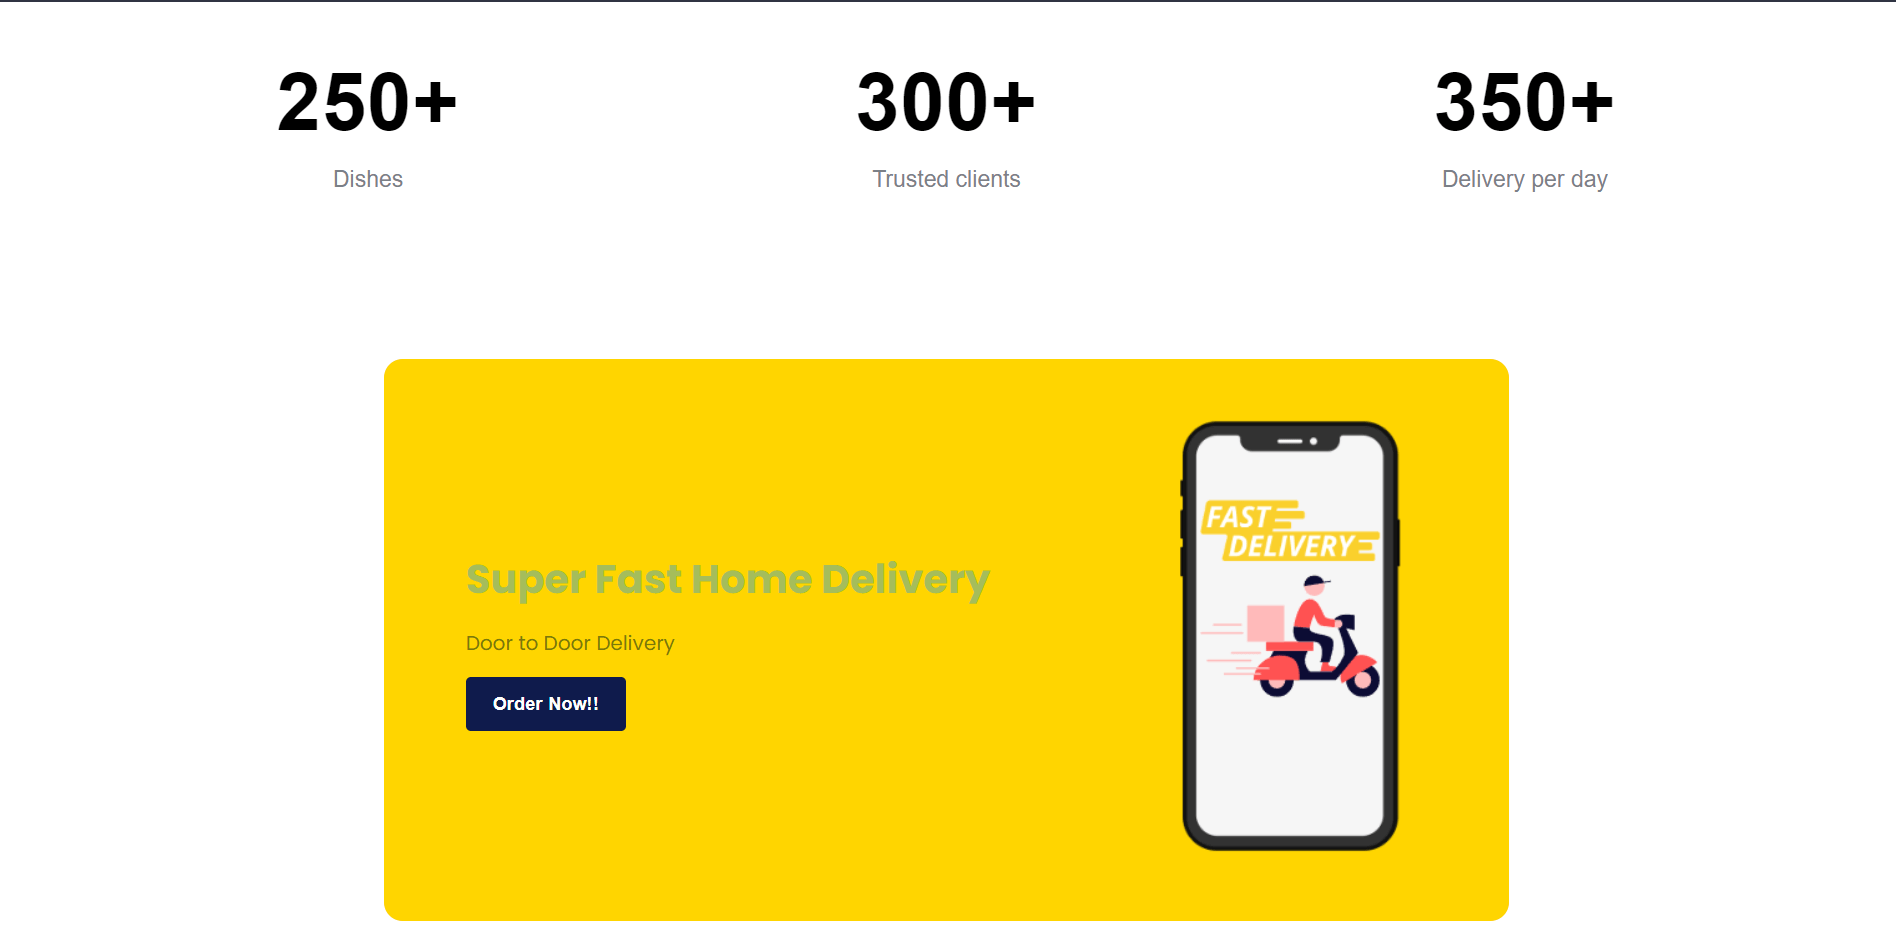 250+
300+
350+
Dishes
Trusted clients
Delivery per day
Super Fast Home Delivery
Door to Door Delivery
Order Now!!
FAST
DELIVERY